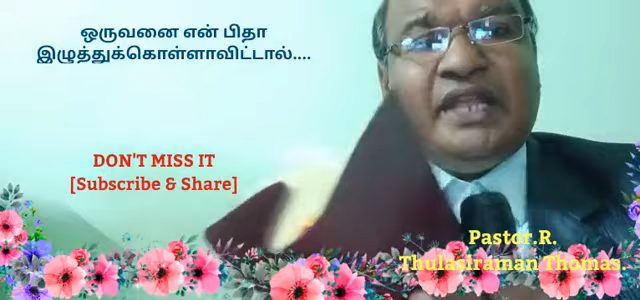 ஒருவனை என் பிதா
இழுத்துக்கொள்ளாவிட்டால்....
DON'T MISS IT
[Subscribe & Share]
Pastor.R.
Thulasiraman Thomas.